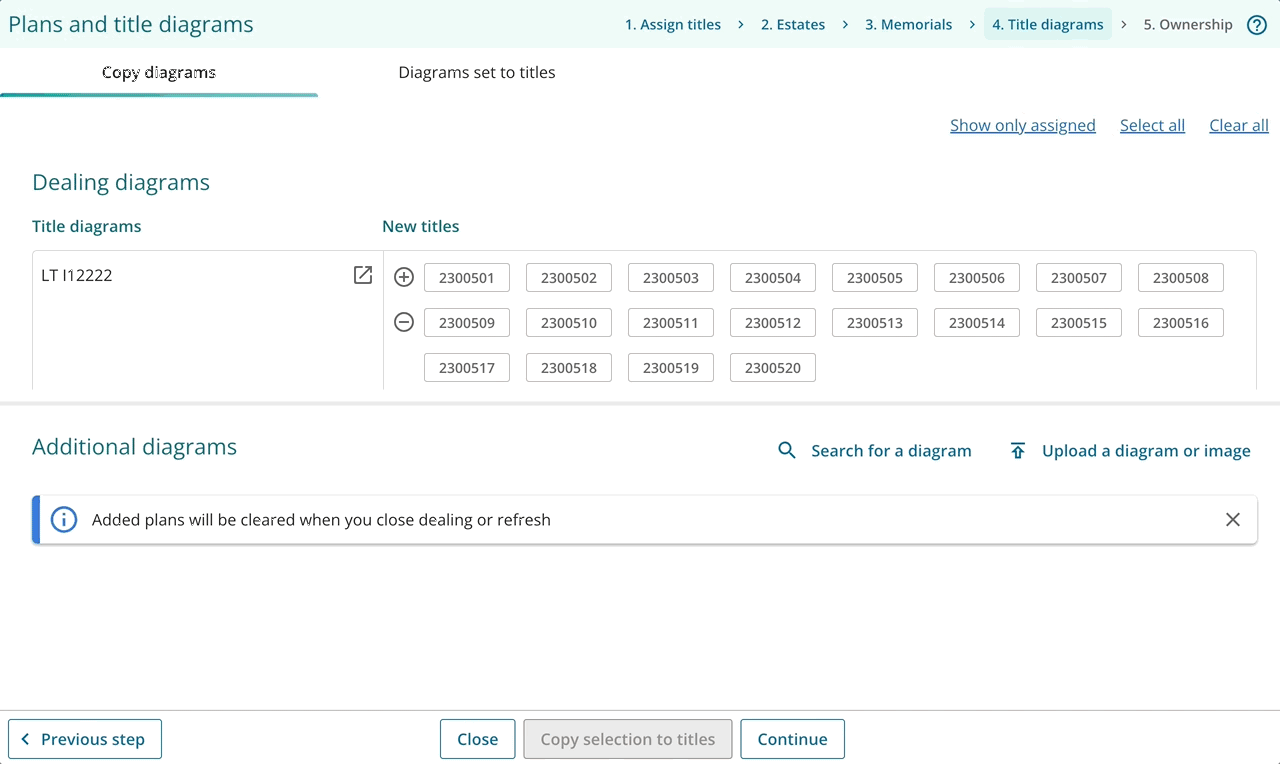 Plans and title diagrams
1. Assign titles > 2. Estates > 3. Memorials > 4. Title diagrams > 5. Ownership ?
Copy diagrams Diagrams set to titles
Show only assigned Select all Clear all
Dealing diagrams
Title diagrams New titles
LT I12222
2300501 2300502 2300503 2300504 2300505 2300506 2300507 2300508
2300509 2300510 2300511 2300512 2300513 2300514 2300515 2300516
2300517 2300518 2300519 2300520
Additional diagrams Search for a diagram Upload a diagram or image
Added plans will be cleared when you close dealing or refresh
Previous step Close Copy selection to titles Continue